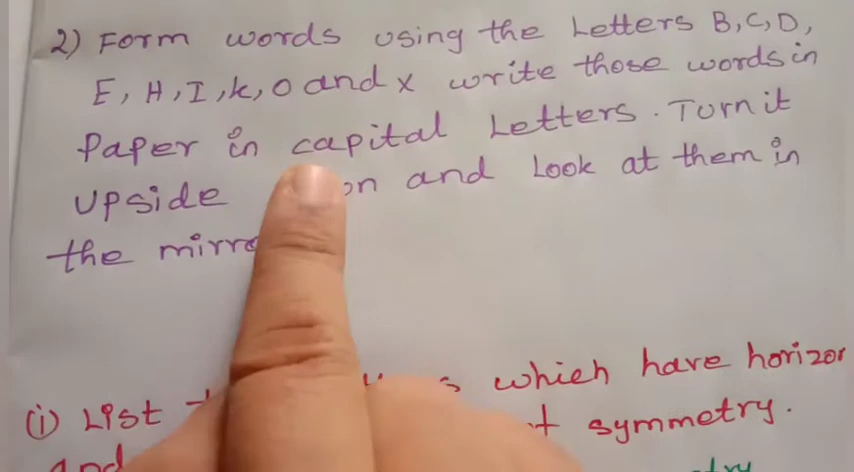 2) Form words using the Letters B, C, D,
E, H, I, k, O and x write those words in
Paper in capital Letters. Turn it
upside and Look at them in
the
(i) List which have horizon
symmetry.
and